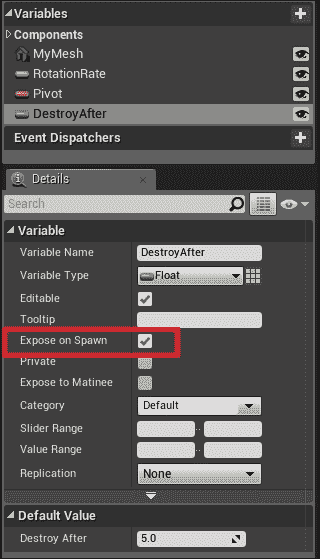 Variables
Components
MyMesh
RotationRate
Pivot
DestroyAfter
Event Dispatchers
Details
Search
Variable
Variable Name DestroyAfter
Variable Type Float
Editable
Tooltip
Expose on Spawn
Private
Expose to Matinee
Category Default
Slider Range ..
Value Range ..
Replication None
Default Value
Destroy After 5.0